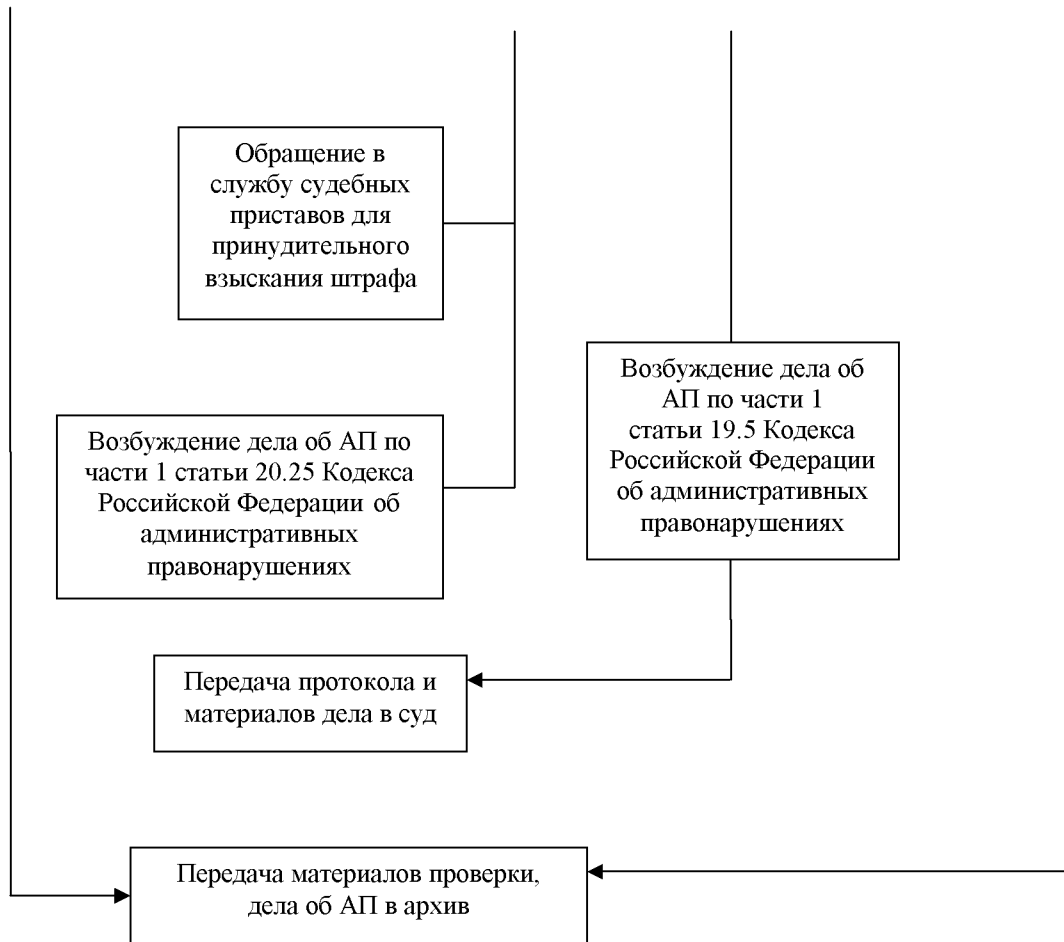 Обращение в
службу судебных
приставов для
принудительного
взыскания штрафа
Возбуждение дела об
АП по части 1
статьи 19.5 Кодекса
Российской Федерации
об административных
правонарушениях
Возбуждение дела об АП по
части 1 статьи 20.25 Кодекса
Российской Федерации об
административных
правонарушениях
Передача протокола и
материалов дела в суд
Передача материалов проверки,
дела об АП в архив